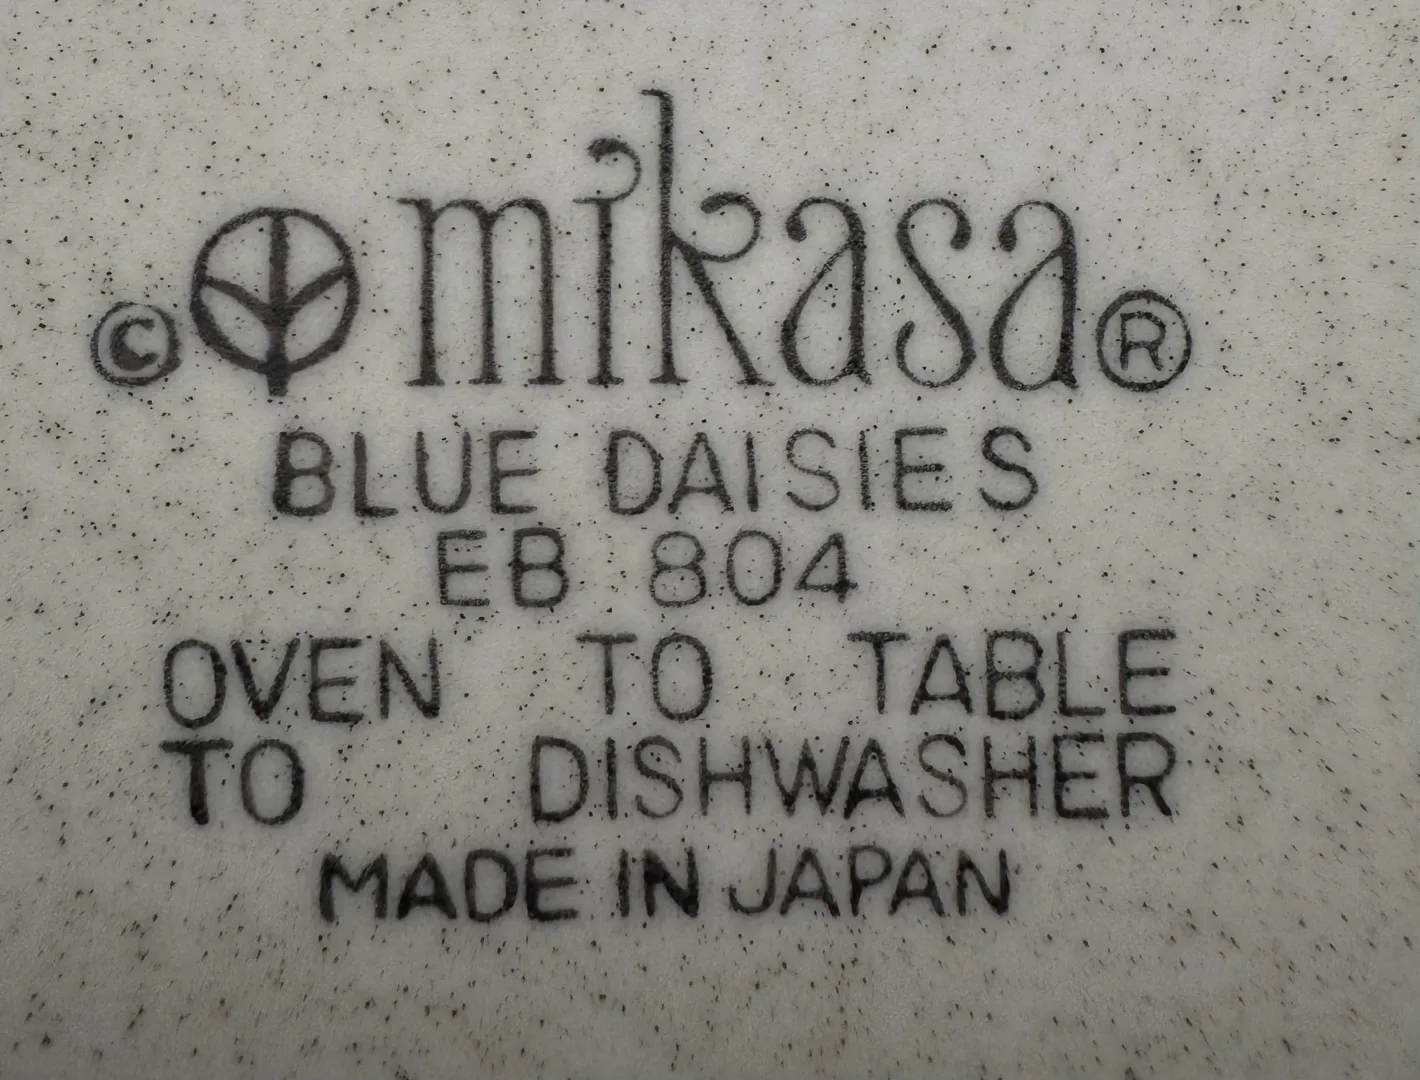 © mikasa ®
BLUE DAISIES
EB 804
OVEN TO TABLE
TO DISHWASHER
MADE IN JAPAN